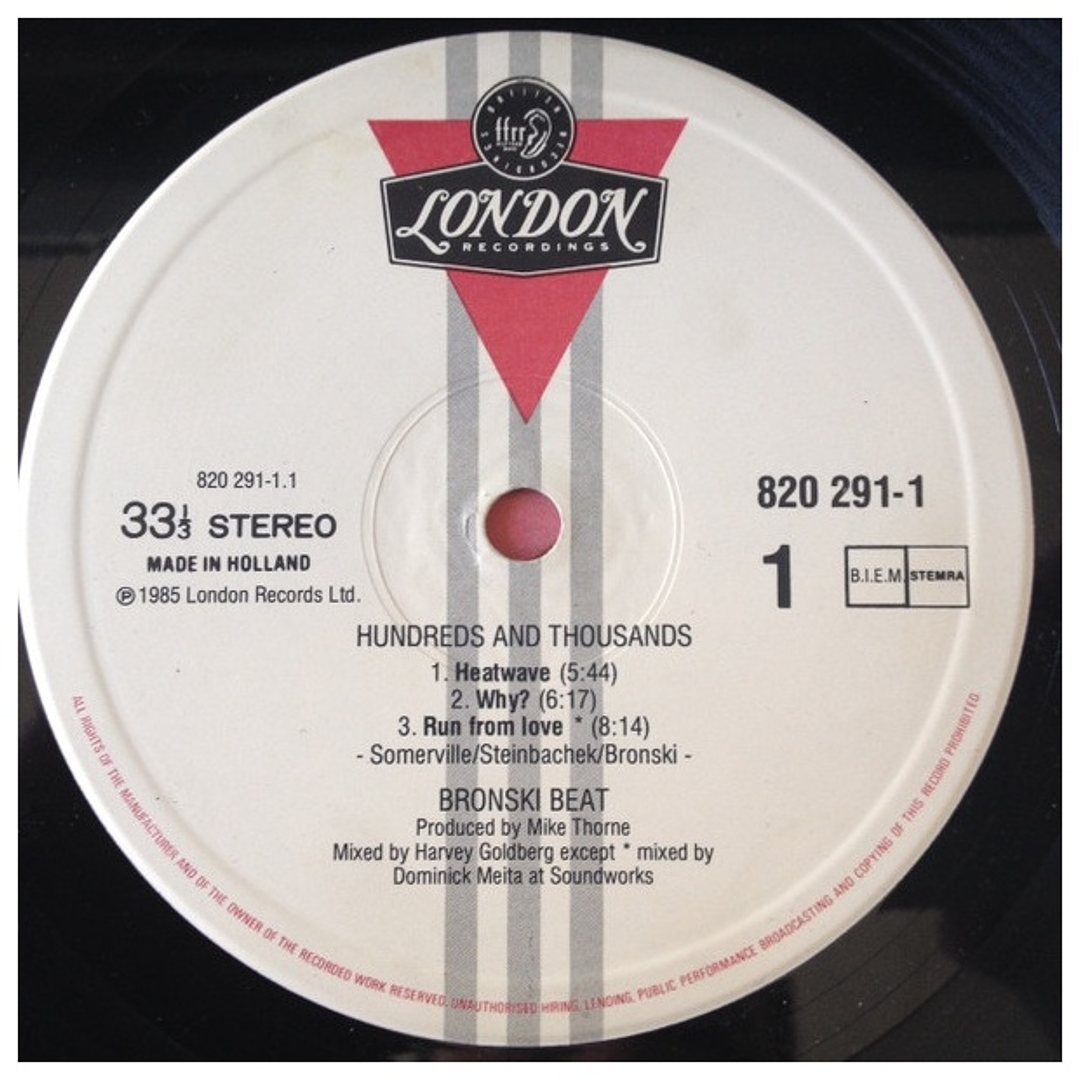 BRITISH RECORDINGS
ffrr
LONDON
RECORDINGS
820 291-1.1
33⅓ STEREO
MADE IN HOLLAND
℗ 1985 London Records Ltd.
820 291-1
1
B.I.E.M. STEMRA
HUNDREDS AND THOUSANDS
1. Heatwave (5:44)
2. Why? (6:17)
3. Run from love * (8:14)
- Somerville/Steinbachek/Bronski -
BRONSKI BEAT
Produced by Mike Thorne
Mixed by Harvey Goldberg except * mixed by
Dominick Meita at Soundworks
ALL RIGHTS OF THE MANUFACTURER AND OF THE OWNER OF THE RECORDED WORK RESERVED. UNAUTHORISED HIRING, LENDING, PUBLIC PERFORMANCE BROADCASTING AND COPYING OF THIS RECORD PROHIBITED